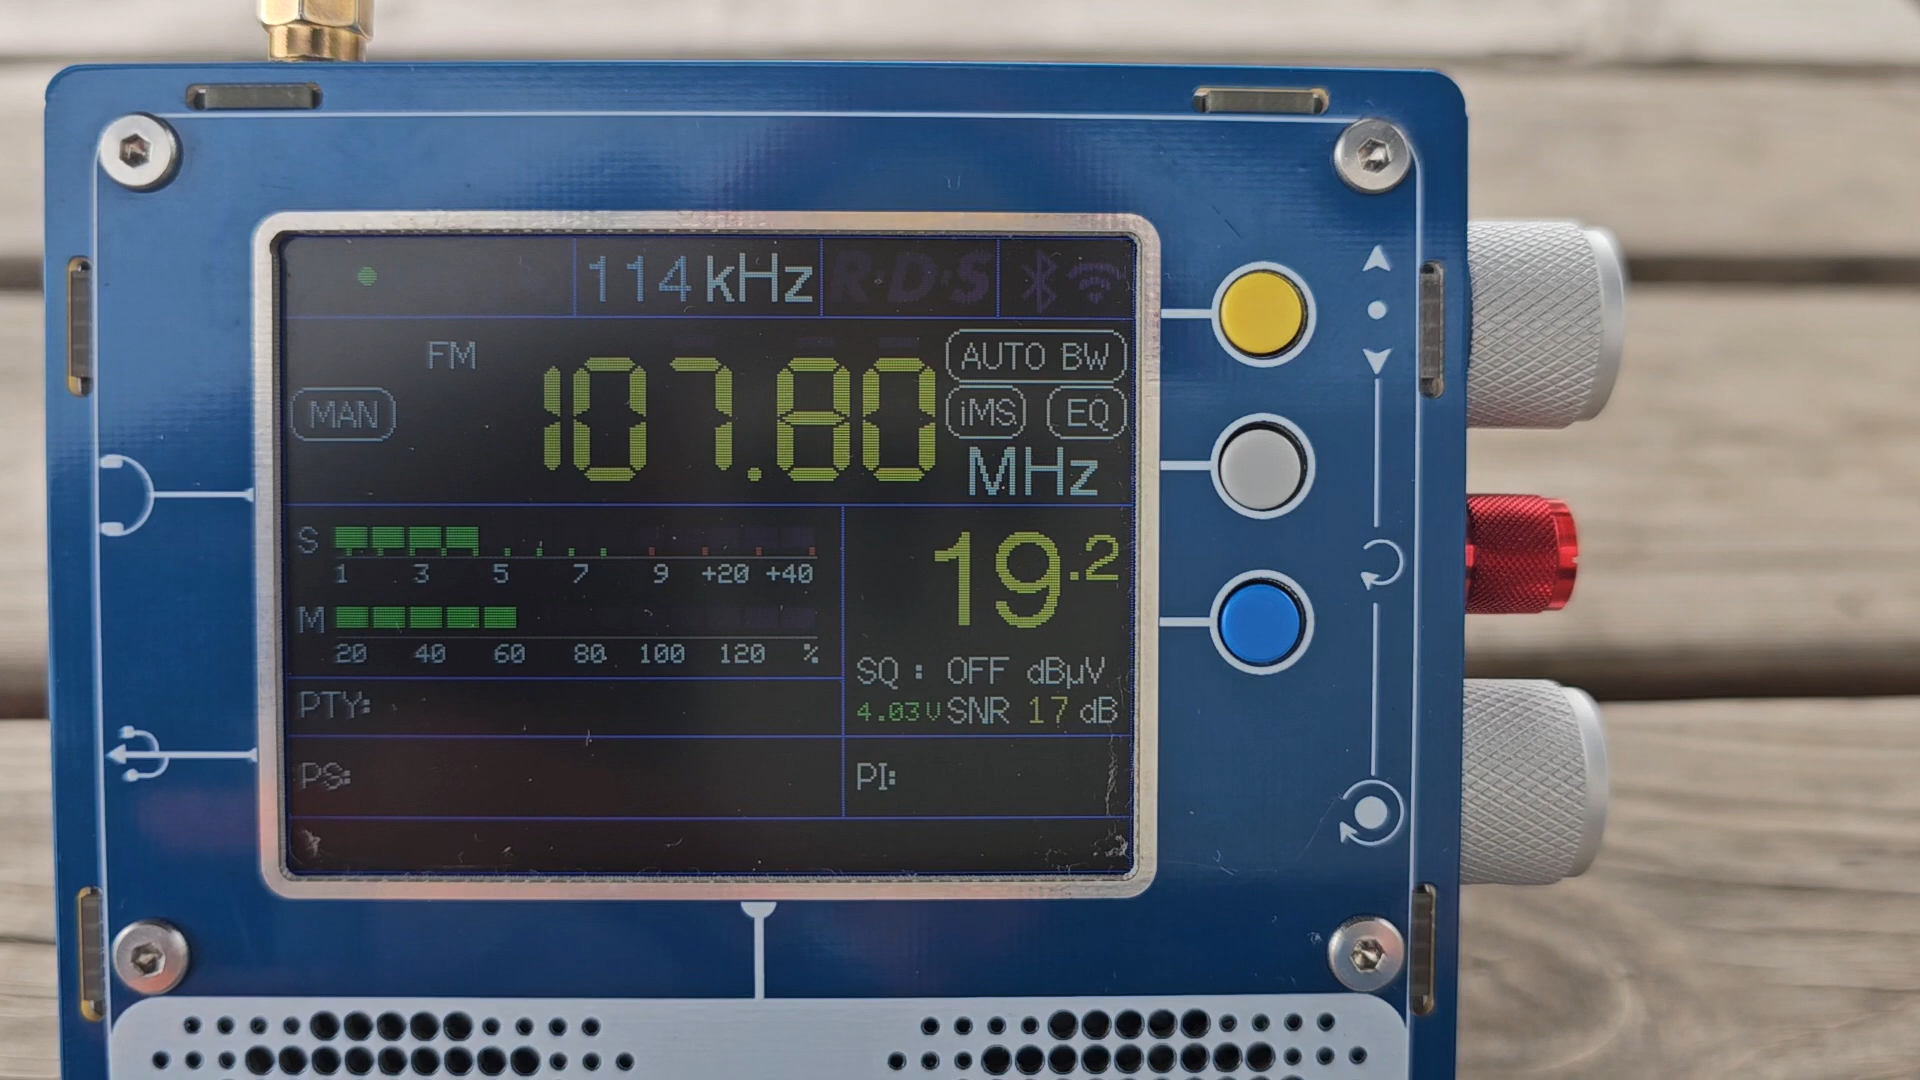 114 kHz R·D·S
FM 107.80 AUTO BW
MAN iMS EQ
MHz
S
1 3 5 7 9 +20 +40
19.2
M
20 40 60 80 100 120 %
SQ : OFF dBµV
4.03V SNR 17 dB
PTY:
PS: PI: